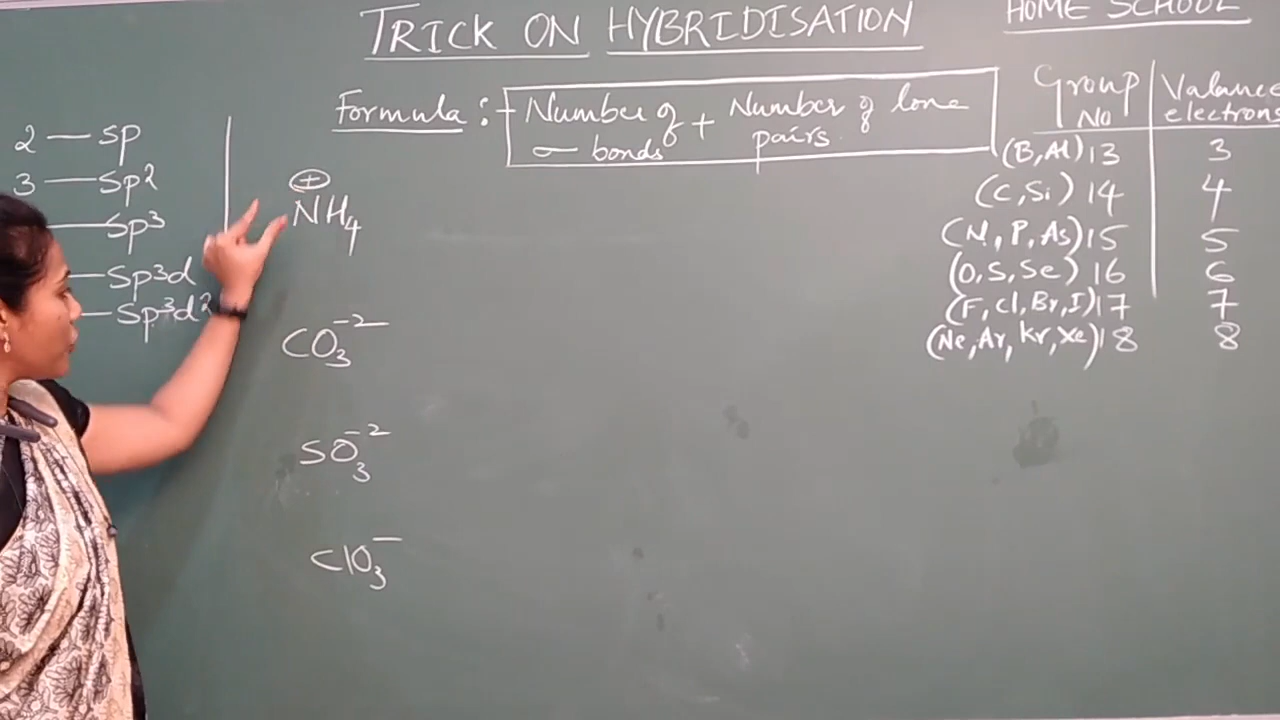 TRICK ON HYBRIDISATION
HOME SCHOOL
Formula :- Number of σ bonds + Number of lone pairs.
Group No | Valance electrons
(B, Al) 13 | 3
(C, Si) 14 | 4
(N, P, As) 15 | 5
(O, S, Se) 16 | 6
(F, Cl, Br, I) 17 | 7
(Ne, Ar, Kr, Xe) 18 | 8
2 — sp
3 — Sp²
— Sp³
— Sp³d
— Sp³d²
NH₄⊕
CO₃⁻²
SO₃⁻²
ClO₃⁻